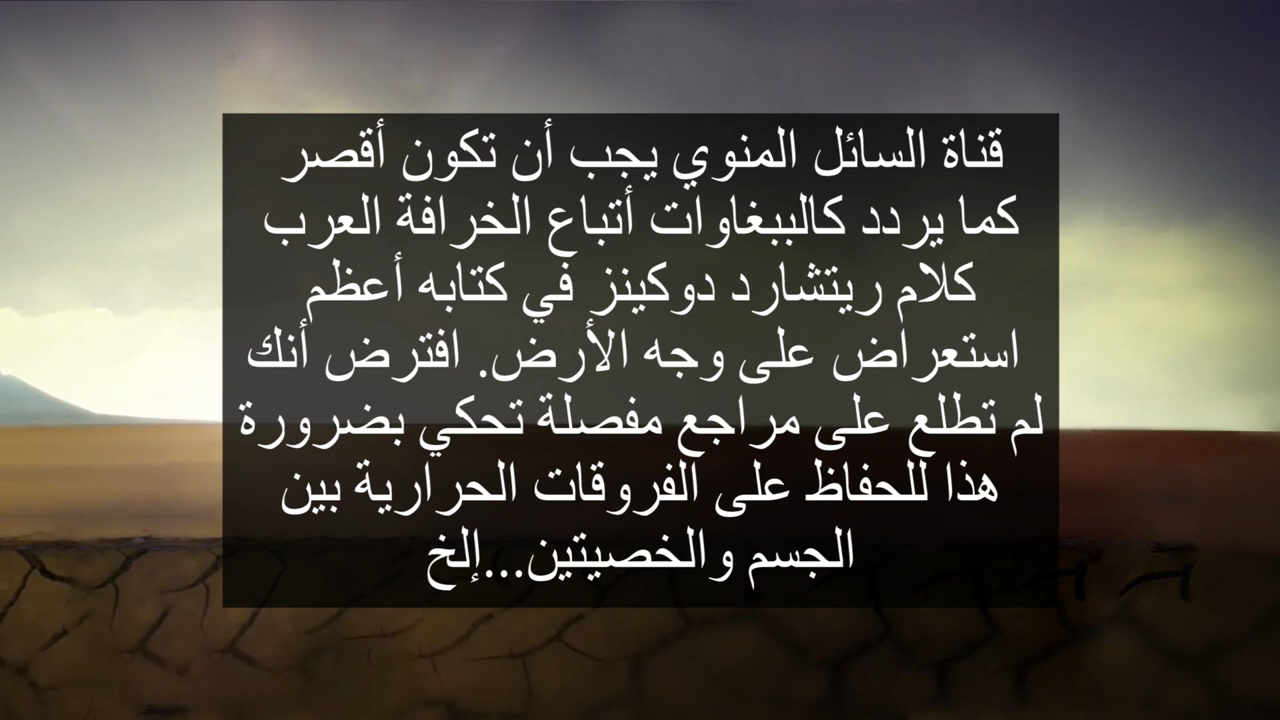 قناة السائل المنوي يجب أن تكون أقصر
كما يردد كالببغاوات أتباع الخرافة العرب
كلام ريتشارد دوكينز في كتابه أعظم
استعراض على وجه الأرض. افترض أنك
لم تطلع على مراجع مفصلة تحكي بضرورة
هذا للحفاظ على الفروقات الحرارية بين
الجسم والخصيتين...إلخ